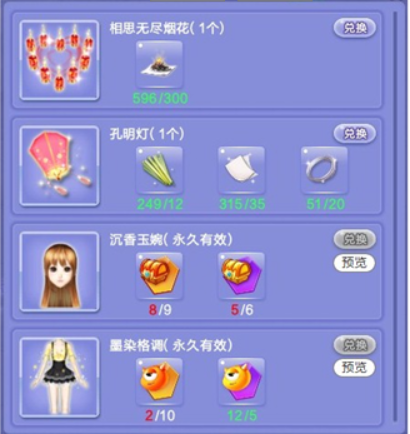 相思无尽烟花( 1个)
兑换
596/300
孔明灯( 1个)
兑换
249/12
315/35
51/20
沉香玉婉( 永久有效)
兑换
预览
8/9
5/6
墨染格调( 永久有效)
兑换
预览
2/10
12/5